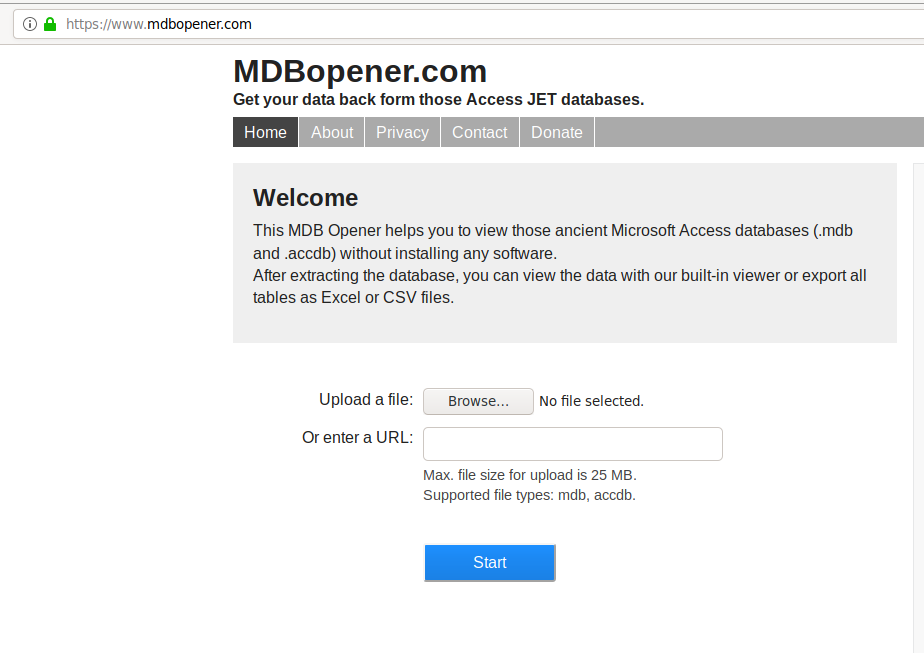 https://www.mdbopener.com
MDBopener.com
Get your data back form those Access JET databases.
Home About Privacy Contact Donate
Welcome
This MDB Opener helps you to view those ancient Microsoft Access databases (.mdb
and .accdb) without installing any software.
After extracting the database, you can view the data with our built-in viewer or export all
tables as Excel or CSV files.
Upload a file: Browse... No file selected.
Or enter a URL:
Max. file size for upload is 25 MB.
Supported file types: mdb, accdb.
Start